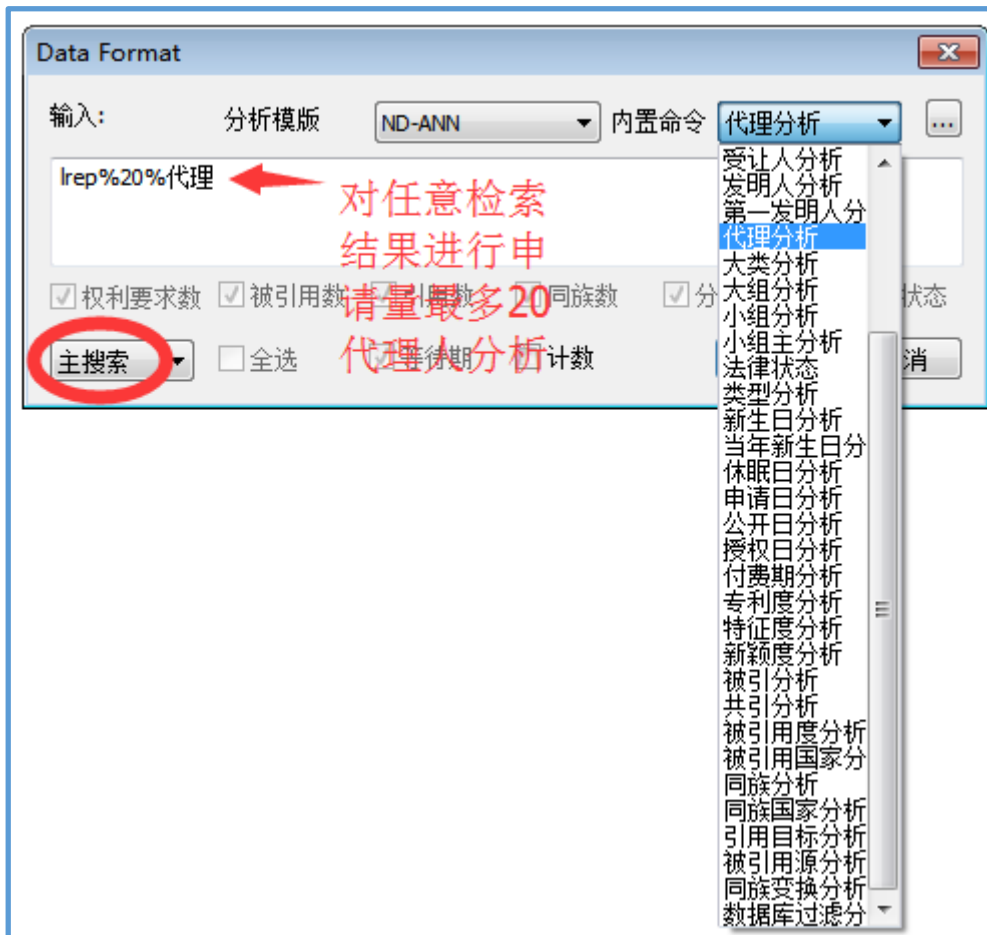 Data Format
输入: 分析模版 ND-ANN 内置命令 代理分析 ...
lrep%20%代理
对任意检索
结果进行申
请量最多20
代理人分析
权利要求数 被引用数 同族数 分 状态
主搜索 全选 等待期 计数 消
受让人分析
发明人分析
第一发明人分
代理分析
大类分析
大组分析
小组分析
小组主分析
法律状态
类型分析
新生日分析
当年新生日分
休眠日分析
申请日分析
公开日分析
授权日分析
付费期分析
专利度分析
特征度分析
新颖度分析
被引分析
共引分析
被引用度分析
被引用国家分
同族分析
同族国家分析
引用目标分析
被引用源分析
同族变换分析
数据库过滤分